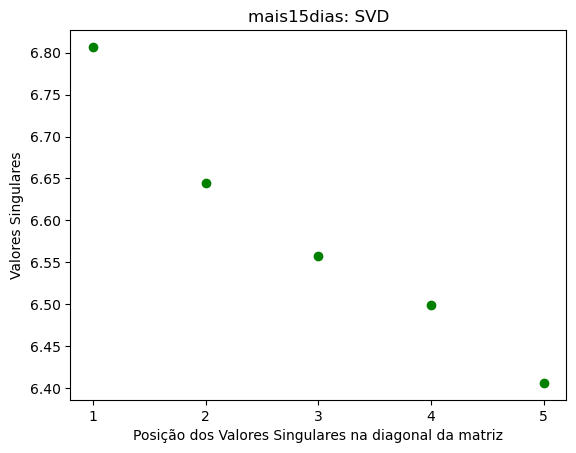 mais15dias: SVD
Valores Singulares
6.80
6.75
6.70
6.65
6.60
6.55
6.50
6.45
6.40
1 2 3 4 5
Posição dos Valores Singulares na diagonal da matriz